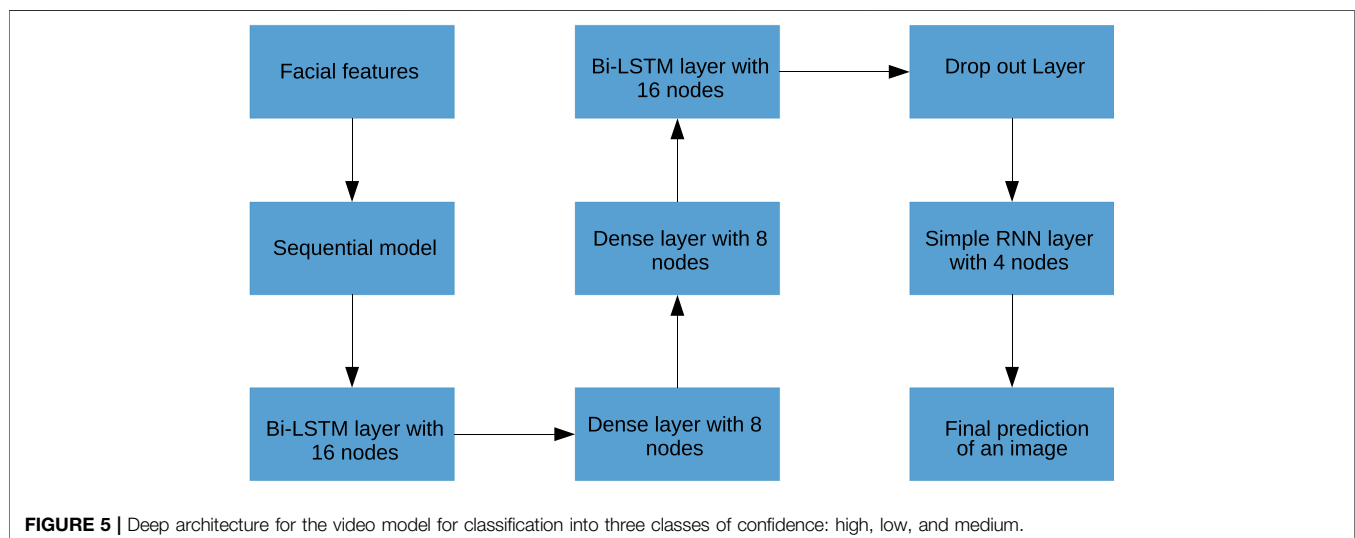 Facial features
Sequential model
Bi-LSTM layer with
16 nodes
Dense layer with 8
nodes
Dense layer with 8
nodes
Bi-LSTM layer with
16 nodes
Drop out Layer
Simple RNN layer
with 4 nodes
Final prediction
of an image
FIGURE 5 | Deep architecture for the video model for classification into three classes of confidence: high, low, and medium.